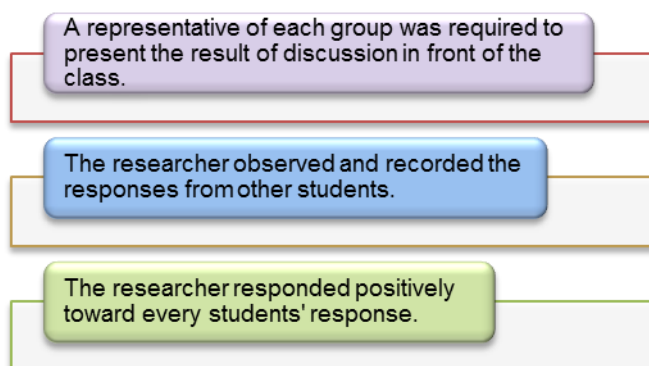 A representative of each group was required to
present the result of discussion in front of the
class.
The researcher observed and recorded the
responses from other students.
The researcher responded positively
toward every students' response.